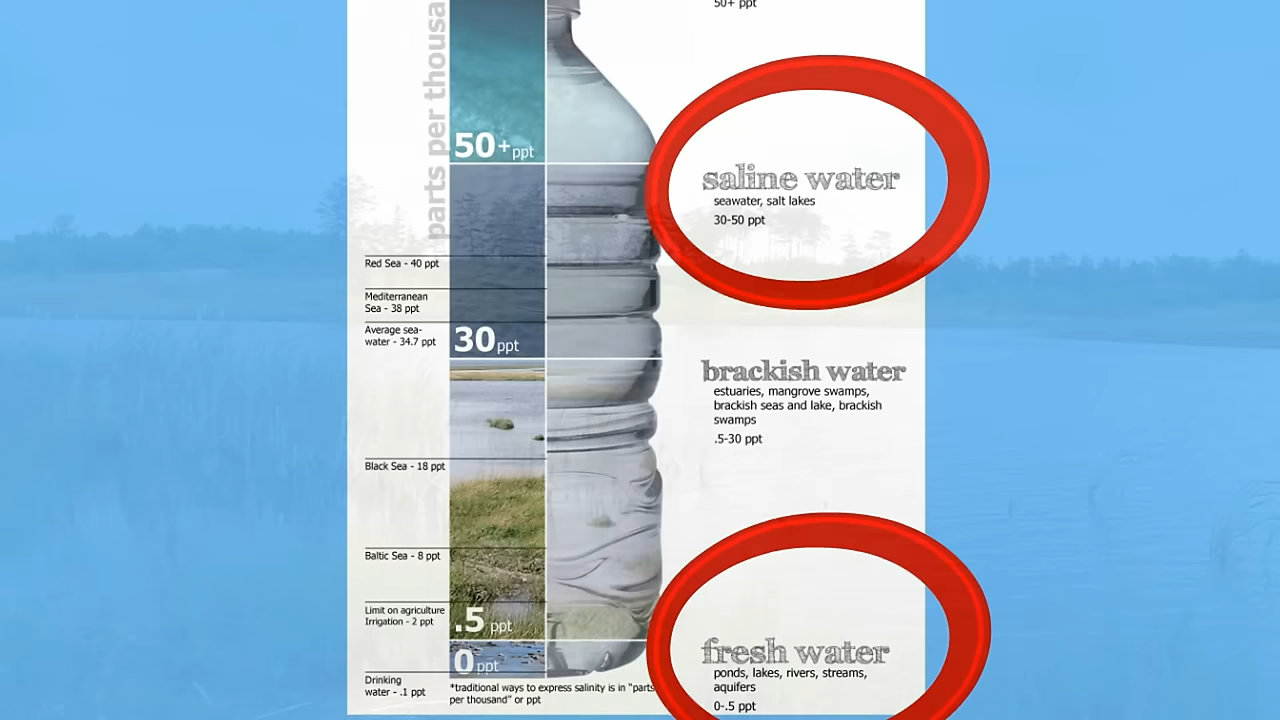 50+ ppt
parts per thousa
50+ppt
saline water
seawater, salt lakes
30-50 ppt
Red Sea - 40 ppt
Mediterranean
Sea - 38 ppt
Average sea-
water - 34.7 ppt
30ppt
brackish water
estuaries, mangrove swamps,
brackish seas and lake, brackish
swamps
.5-30 ppt
Black Sea - 18 ppt
Baltic Sea - 8 ppt
Limit on agriculture
Irrigation - 2 ppt
.5 ppt
0ppt
fresh water
ponds, lakes, rivers, streams,
aquifers
0-.5 ppt
Drinking
water - .1 ppt
*traditional ways to express salinity is in "parts
per thousand" or ppt